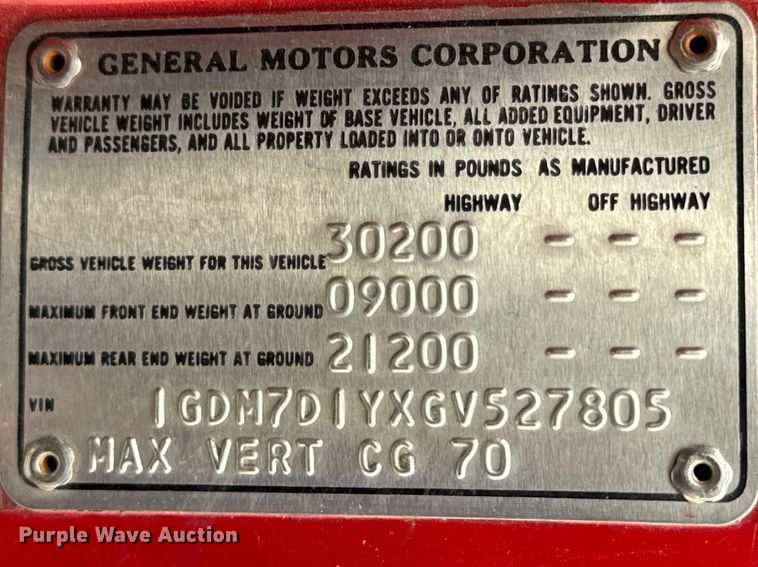 GENERAL MOTORS CORPORATION
WARRANTY MAY BE VOIDED IF WEIGHT EXCEEDS ANY OF RATINGS SHOWN. GROSS
VEHICLE WEIGHT INCLUDES WEIGHT OF BASE VEHICLE, ALL ADDED EQUIPMENT, DRIVER
AND PASSENGERS, AND ALL PROPERTY LOADED INTO OR ONTO VEHICLE.
RATINGS IN POUNDS AS MANUFACTURED
HIGHWAY OFF HIGHWAY
GROSS VEHICLE WEIGHT FOR THIS VEHICLE 30200 - - -
MAXIMUM FRONT END WEIGHT AT GROUND 09000 - - -
MAXIMUM REAR END WEIGHT AT GROUND 21200 - - -
VIN 1GDM7D1YXGV527805
MAX VERT CG 70
Purple Wave Auction